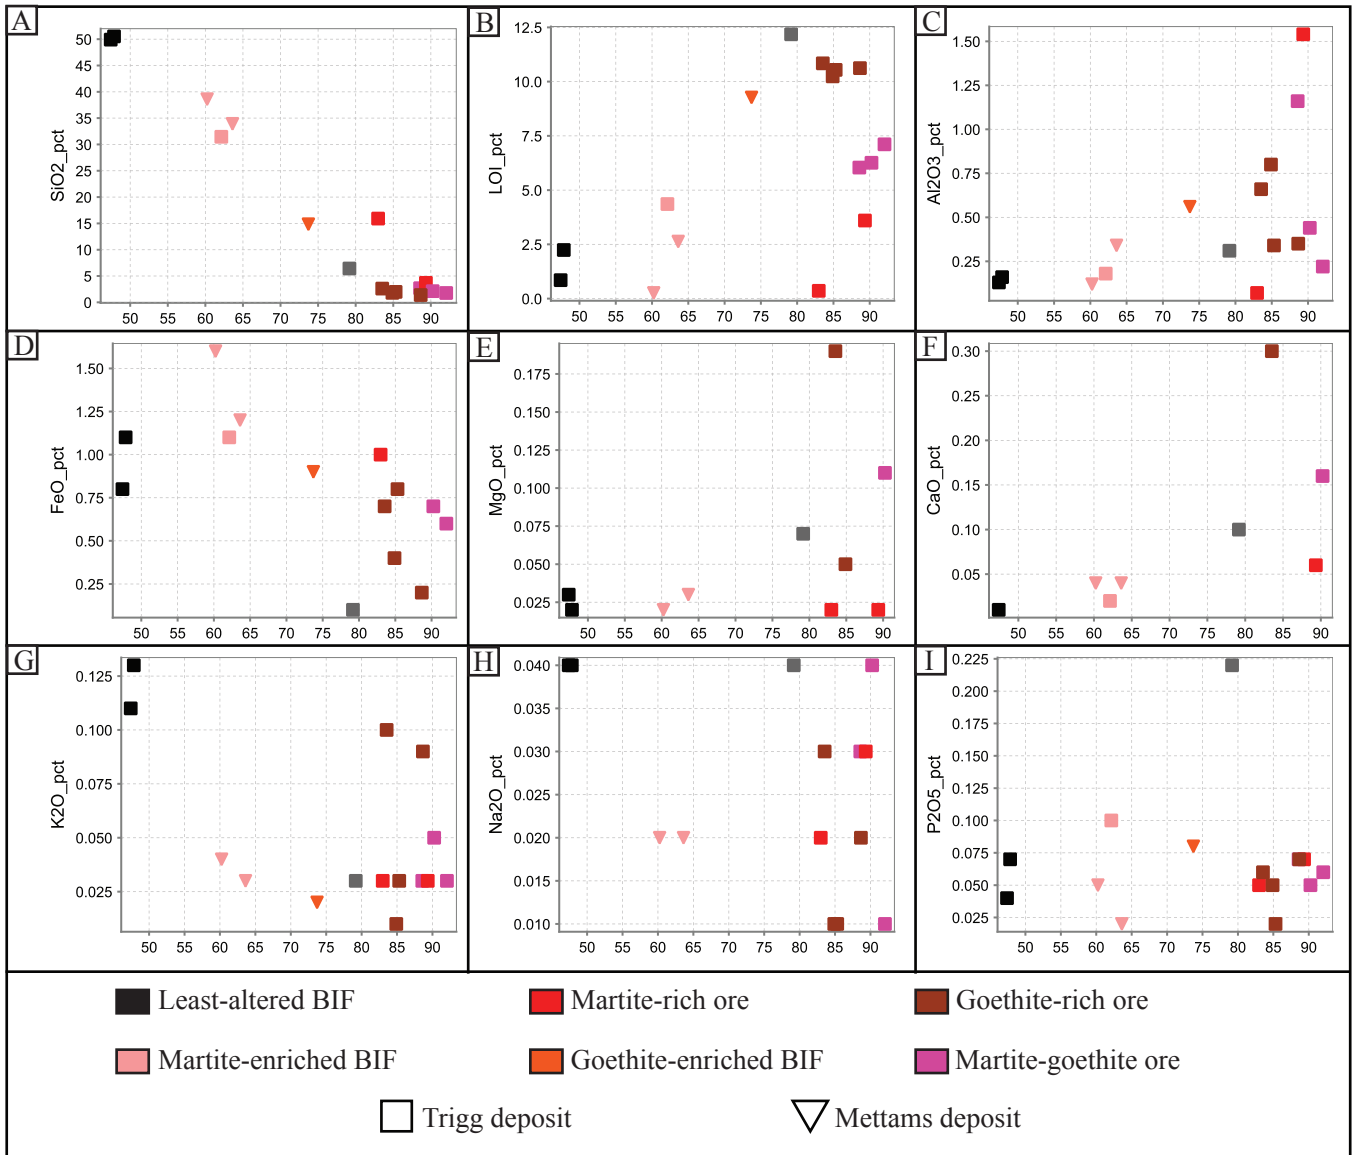 A
SiO2_pct
50
45
40
35
30
25
20
15
10
5
0
50 55 60 65 70 75 80 85 90
B
LOI_pct
12.5
10.0
7.5
5.0
2.5
0.0
50 55 60 65 70 75 80 85 90
C
Al2O3_pct
1.50
1.25
1.00
0.75
0.50
0.25
50 55 60 65 70 75 80 85 90
D
FeO_pct
1.50
1.25
1.00
0.75
0.50
0.25
50 55 60 65 70 75 80 85 90
E
MgO_pct
0.175
0.150
0.125
0.100
0.075
0.050
0.025
50 55 60 65 70 75 80 85 90
F
CaO_pct
0.30
0.25
0.20
0.15
0.10
0.05
50 55 60 65 70 75 80 85 90
G
K2O_pct
0.125
0.100
0.075
0.050
0.025
50 55 60 65 70 75 80 85 90
H
Na2O_pct
0.040
0.035
0.030
0.025
0.020
0.015
0.010
50 55 60 65 70 75 80 85 90
I
P2O5_pct
0.225
0.200
0.175
0.150
0.125
0.100
0.075
0.050
0.025
50 55 60 65 70 75 80 85 90
Least-altered BIF
Martite-rich ore
Goethite-rich ore
Martite-enriched BIF
Goethite-enriched BIF
Martite-goethite ore
Trigg deposit
Mettams deposit